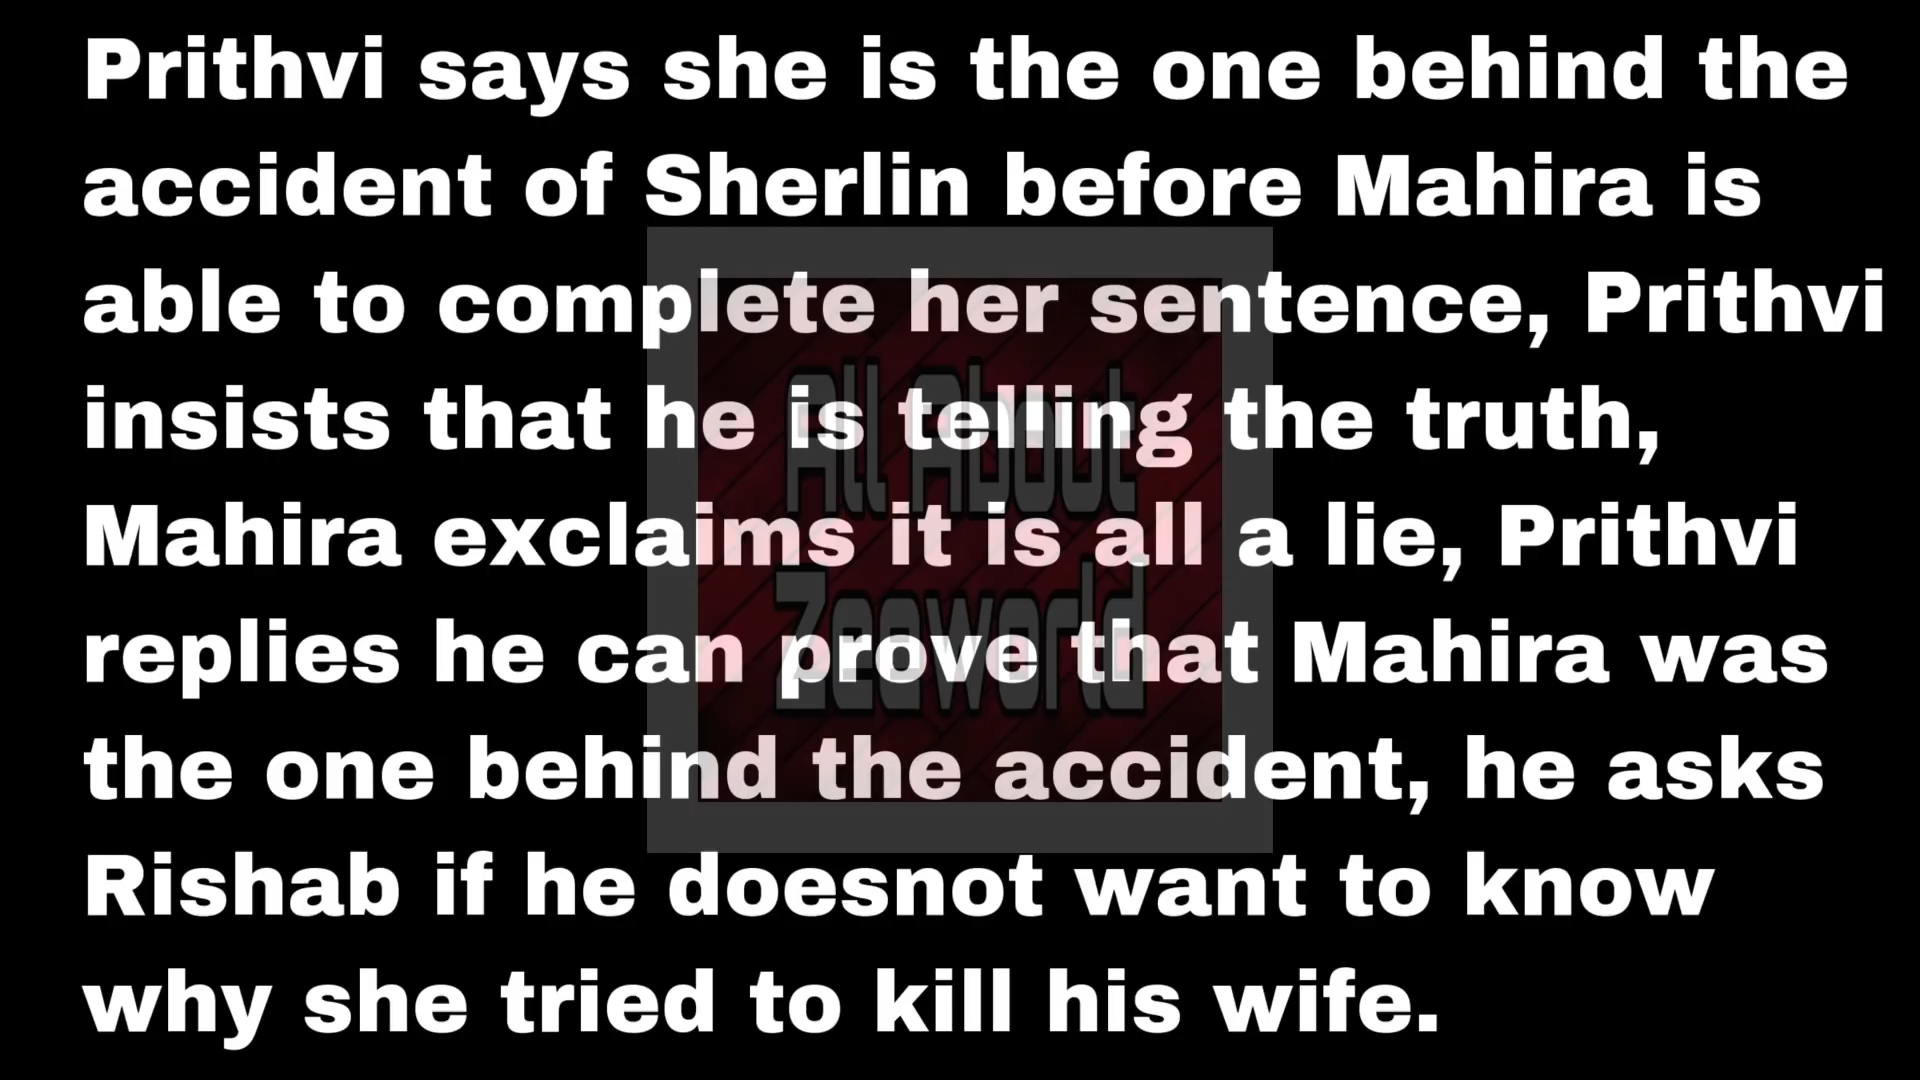 Prithvi says she is the one behind the
accident of Sherlin before Mahira is
able to complete her sentence, Prithvi
insists that he is telling the truth,
Mahira exclaims it is all a lie, Prithvi
replies he can prove that Mahira was
the one behind the accident, he asks
Rishab if he doesnot want to know
why she tried to kill his wife.
All About
Zeeworld